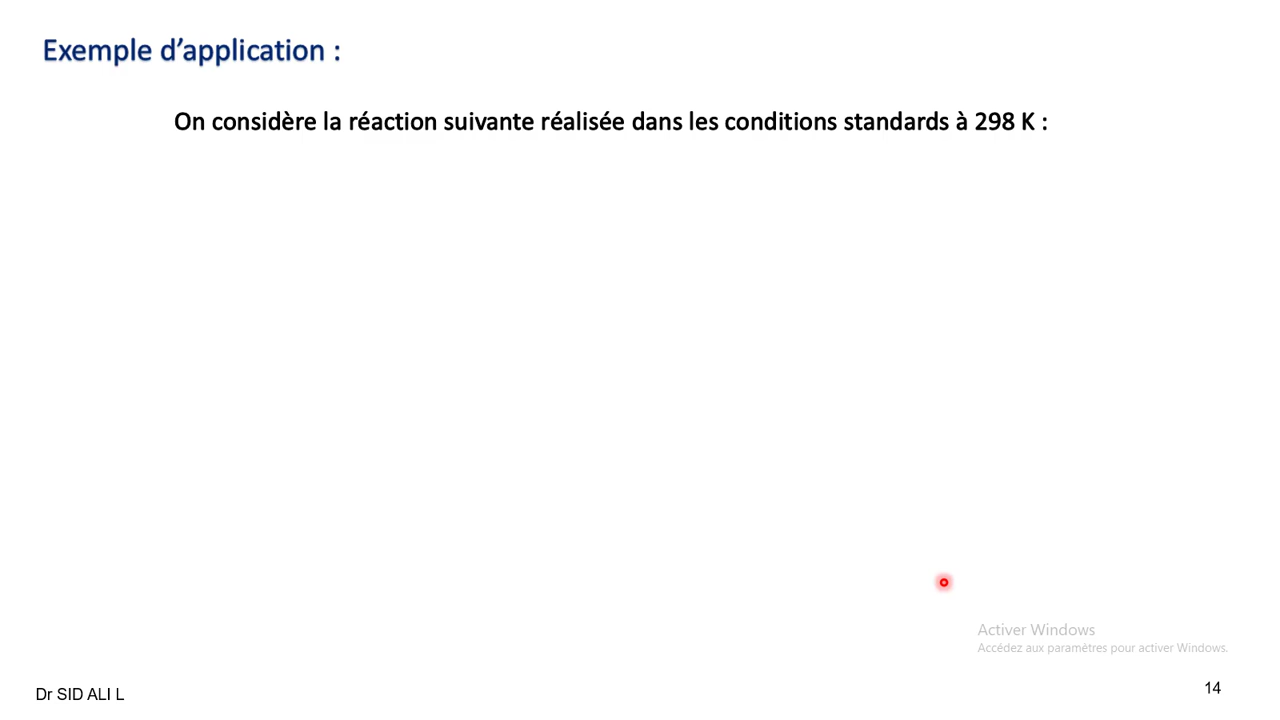 Exemple d’application :
On considère la réaction suivante réalisée dans les conditions standards à 298 K :
Activer Windows
Accédez aux paramètres pour activer Windows.
Dr SID ALI L
14